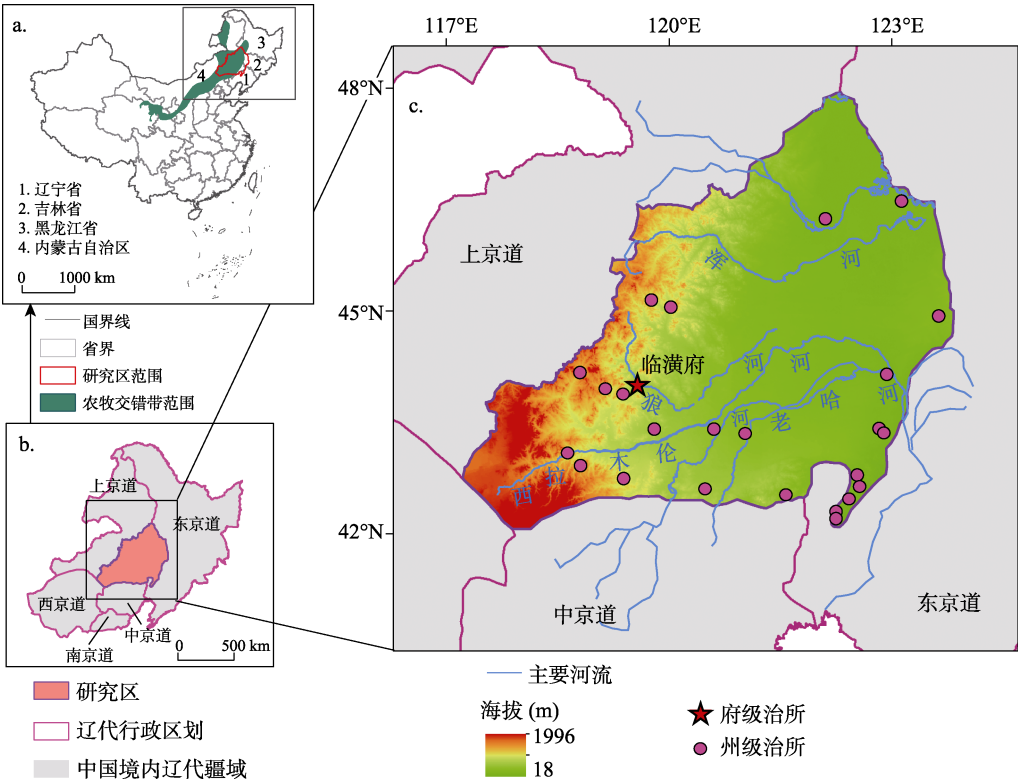 a.
3
2
4
1
1. 辽宁省
2. 吉林省
3. 黑龙江省
4. 内蒙古自治区
0 1000 km
国界线
省界
研究区范围
农牧交错带范围
b.
上京道
东京道
西京道
中京道
南京道
0 500 km
研究区
辽代行政区划
中国境内辽代疆域
117°E 120°E 123°E
48°N
45°N
42°N
c.
上京道
浑 河
临潢府
狼 河 河
西 拉 木 伦 河 老 哈 河
中京道
东京道
主要河流
海拔 (m)
1996
18
府级治所
州级治所